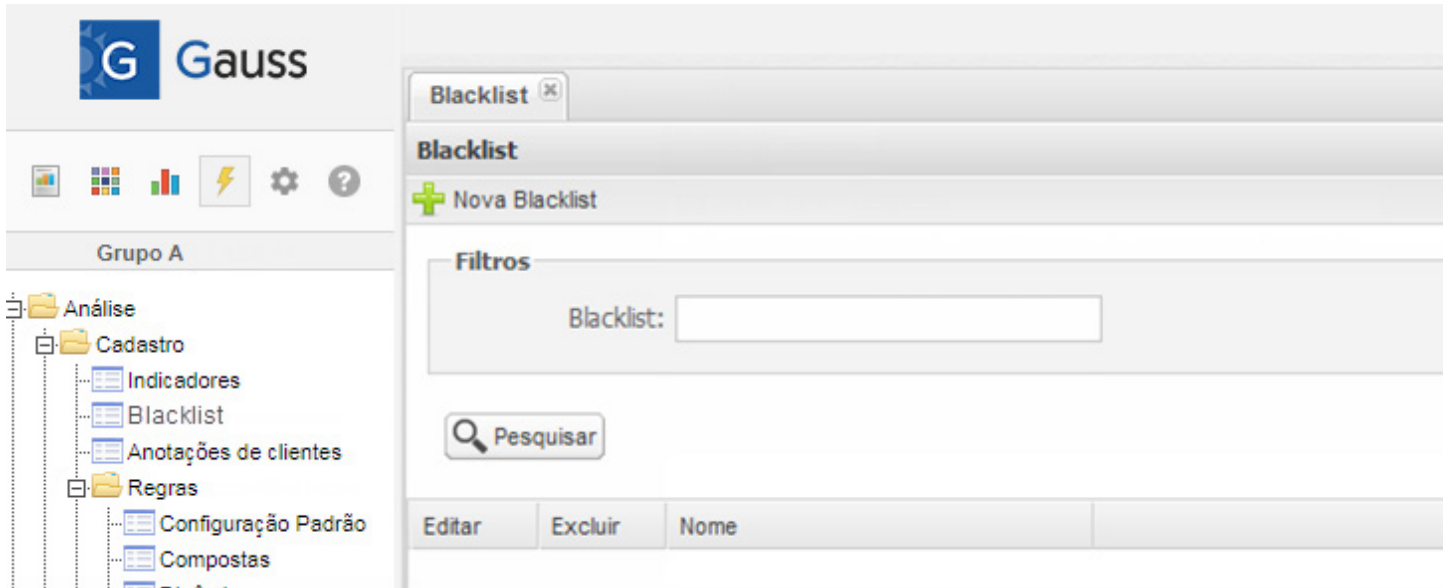 G Gauss
Blacklist
Blacklist
Nova Blacklist
Grupo A
Filtros
Blacklist:
Análise
Cadastro
Indicadores
Blacklist
Anotações de clientes
Regras
Configuração Padrão
Compostas
Pesquisar
Editar Excluir Nome